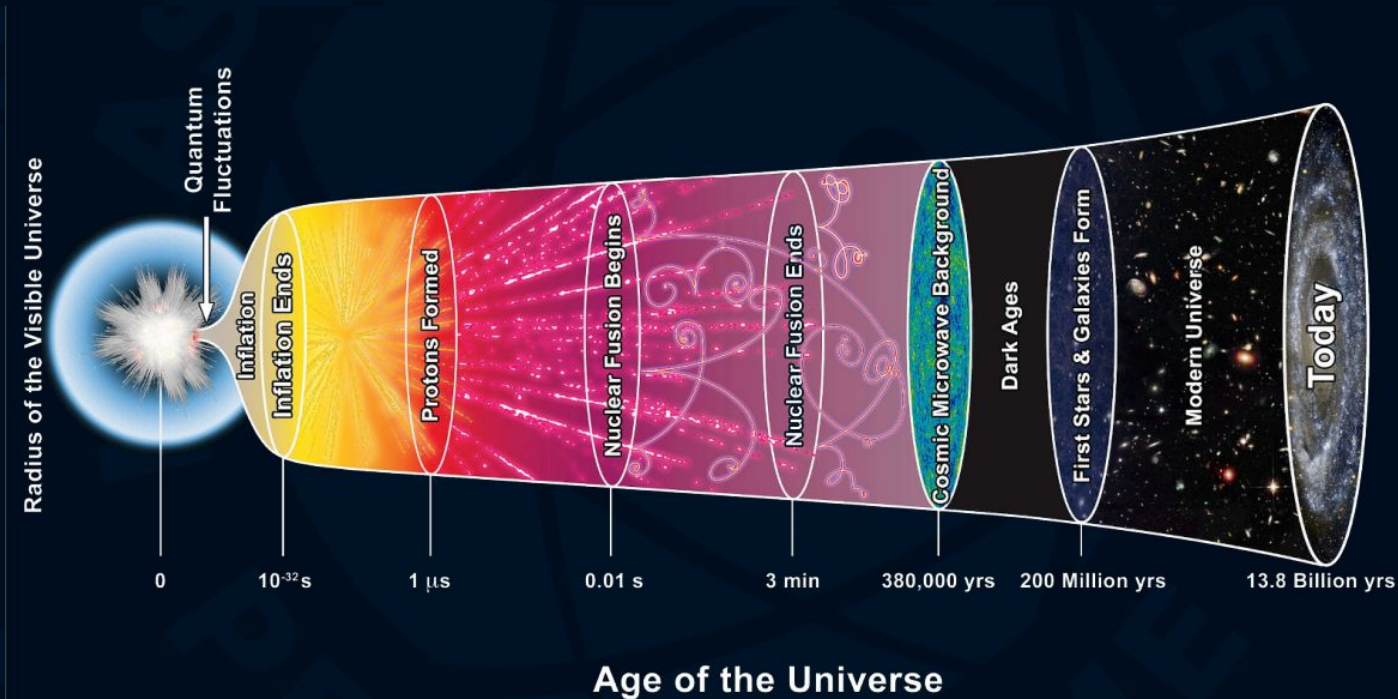 Radius of the Visible Universe
Quantum
Fluctuations
Inflation
Inflation Ends
Protons Formed
Nuclear Fusion Begins
Nuclear Fusion Ends
Cosmic Microwave Background
Dark Ages
First Stars & Galaxies Form
Modern Universe
Today
0
10⁻³²s
1 μs
0.01 s
3 min
380,000 yrs
200 Million yrs
13.8 Billion yrs
Age of the Universe